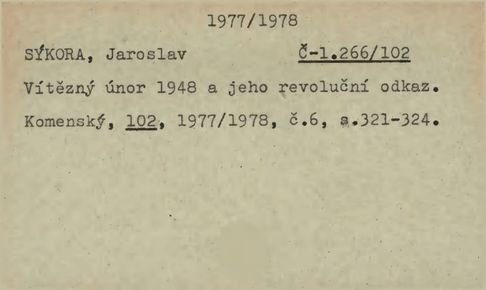 1977/1978
SÝKORA, Jaroslav Č-1.266/102
Vítězný únor 1948 a jeho revoluční odkaz.
Komenský, 102, 1977/1978, č.6, s.321-324.